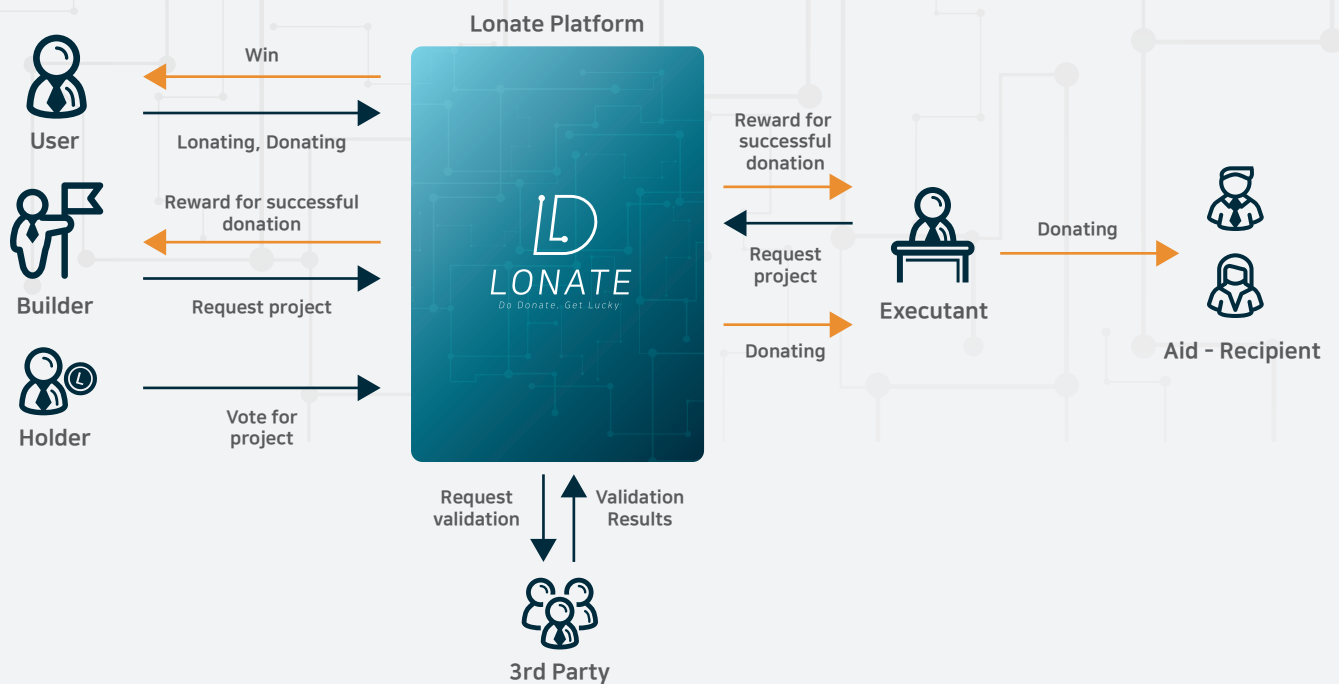 Lonate Platform
Win
User
Lonating, Donating
Reward for successful
donation
Builder
Request project
Holder
Vote for
project
LD
LONATE
Do Donate. Get Lucky
L
Reward for
successful
donation
Request
project
Donating
Executant
Donating
Aid - Recipient
Request
validation
Validation
Results
3rd Party